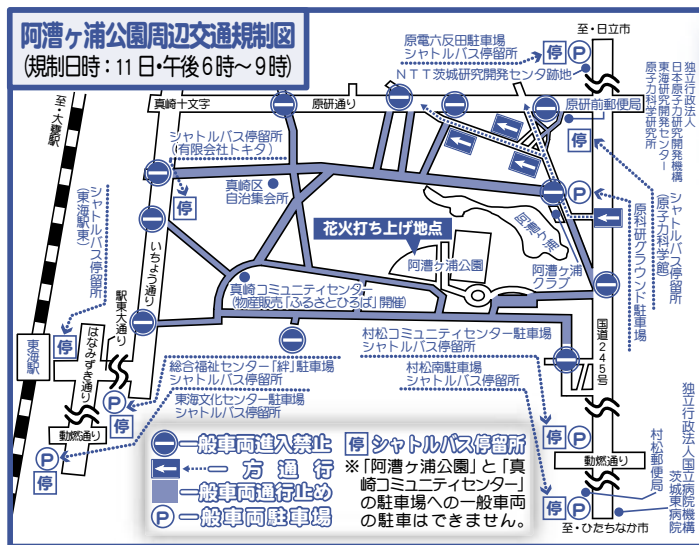 阿漕ヶ浦公園周辺交通規制図
(規制日時：11日・午後6時～9時)
至・日立市
原電六反田駐車場
シャトルバス停留所
停
P
NTT茨城研究開発センタ跡地
独立行政法人
日本原子力研究開発機構
東海研究開発センター
原子力科学研究所
至・大甕駅
真崎十文字
原研通り
原研前郵便局
停
シャトルバス停留所
(有限会社トキタ)
停
真崎区
自治集会所
P
シャトルバス停留所
(原子力科学館)
原科研グラウンド駐車場
花火打ち上げ地点
阿漕ヶ浦
阿漕ヶ浦公園
阿漕ヶ浦
クラブ
シャトルバス停留所
(東海駅東)
停
いちょう通り
駅東大通り
真崎コミュニティセンター
(物産販売「ふるさとひろば」開催)
東海駅
はなみずき通り
国道245号
総合福祉センター「絆」駐車場
シャトルバス停留所
P
停
東海文化センター駐車場
シャトルバス停留所
動燃通り
P
停
村松コミュニティセンター駐車場
シャトルバス停留所
停
P
村松南駐車場
シャトルバス停留所
動燃通り
停
P
村松郵便局
独立行政法人国立病院機構
茨城東病院
至・ひたちなか市
一般車両進入禁止
一方通行
一般車両通行止め
P 一般車両駐車場
停 シャトルバス停留所
※「阿漕ヶ浦公園」と「真
崎コミュニティセンター」
の駐車場への一般車両
の駐車はできません。